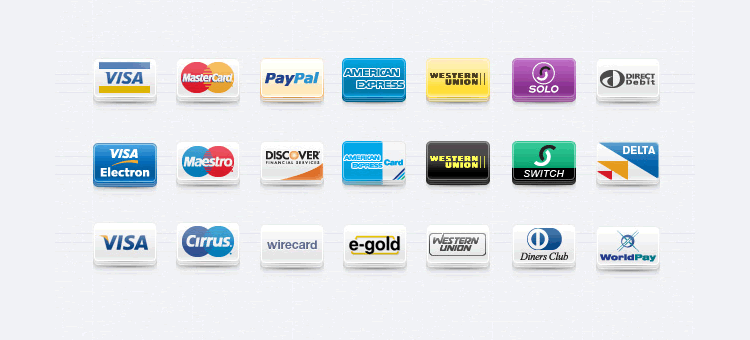 VISA
MasterCard
PayPal
AMERICAN
EXPRESS
WESTERN
UNION
SOLO
DIRECT
Debit
VISA
Electron
Maestro
DISCOVER
FINANCIAL SERVICES
AMERICAN
EXPRESS
Card
WESTERN
UNION
SWITCH
DELTA
VISA
Cirrus
wirecard
e-gold
WESTERN
UNION
Diners Club
WorldPay